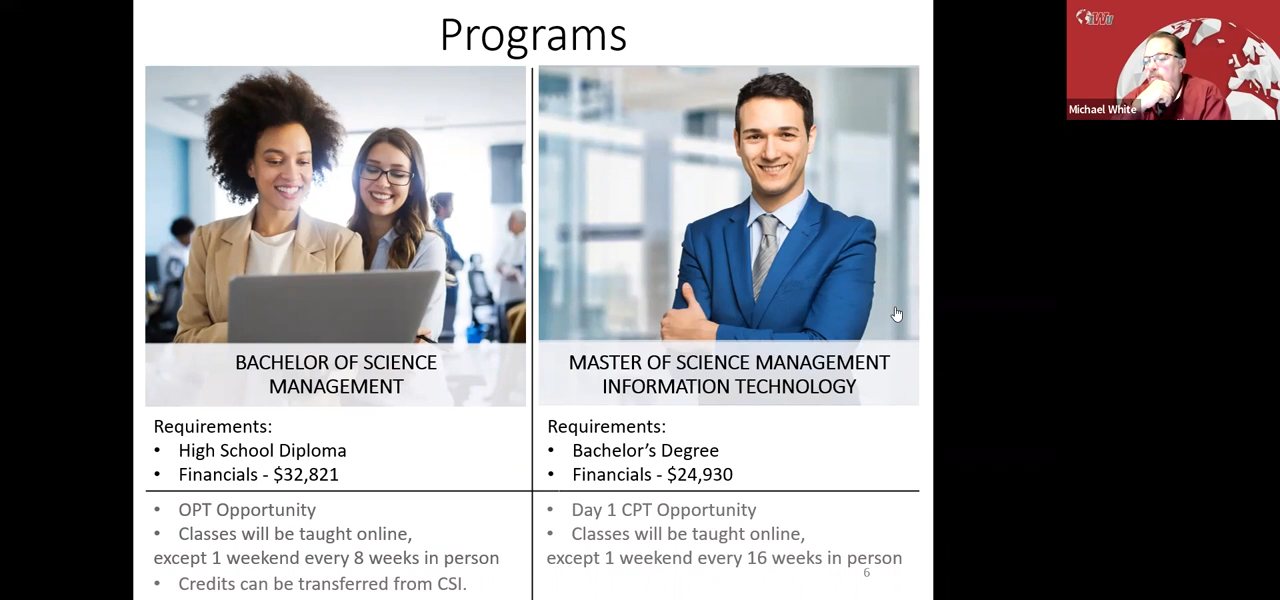 Programs
BACHELOR OF SCIENCE
MANAGEMENT
Requirements:
• High School Diploma
• Financials - $32,821
• OPT Opportunity
• Classes will be taught online,
except 1 weekend every 8 weeks in person
• Credits can be transferred from CSI.
MASTER OF SCIENCE MANAGEMENT
INFORMATION TECHNOLOGY
Requirements:
• Bachelor’s Degree
• Financials - $24,930
• Day 1 CPT Opportunity
• Classes will be taught online,
except 1 weekend every 16 weeks in person
6
Michael White